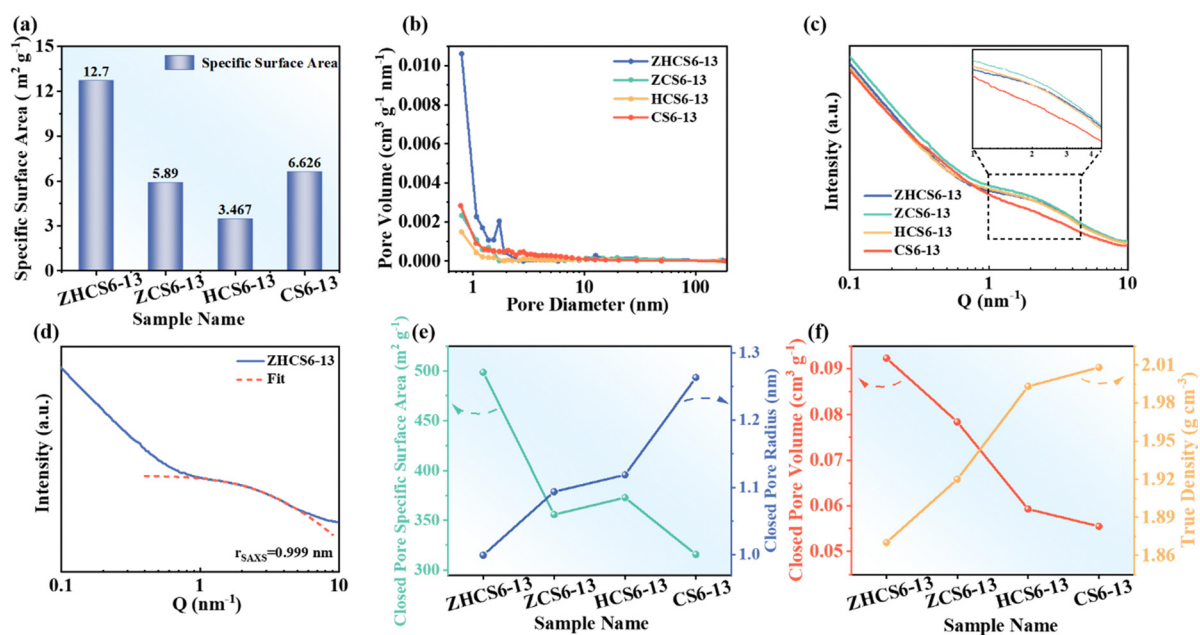 (a)
Specific Surface Area ( m² g⁻¹)
15
12
9
6
3
0
Specific Surface Area
12.7
5.89
3.467
6.626
ZHCS6-13
ZCS6-13
HCS6-13
CS6-13
Sample Name
(b)
Pore Volume (cm³ g⁻¹ nm⁻¹)
0.010
0.008
0.006
0.004
0.002
0.000
ZHCS6-13
ZCS6-13
HCS6-13
CS6-13
1
10
100
Pore Diameter (nm)
(c)
Intensity (a.u.)
ZHCS6-13
ZCS6-13
HCS6-13
CS6-13
2
3
4
0.1
1
10
Q (nm⁻¹)
(d)
Intensity (a.u.)
ZHCS6-13
Fit
r_SAXS=0.999 nm
0.1
1
10
Q (nm⁻¹)
(e)
Closed Pore Specific Surface Area (m² g⁻¹)
500
450
400
350
300
Closed Pore Radius (nm)
1.3
1.2
1.1
1.0
ZHCS6-13
ZCS6-13
HCS6-13
CS6-13
Sample Name
(f)
Closed Pore Volume (cm³ g⁻¹)
0.09
0.08
0.07
0.06
0.05
True Density (g cm⁻³)
2.01
1.98
1.95
1.92
1.89
1.86
ZHCS6-13
ZCS6-13
HCS6-13
CS6-13
Sample Name